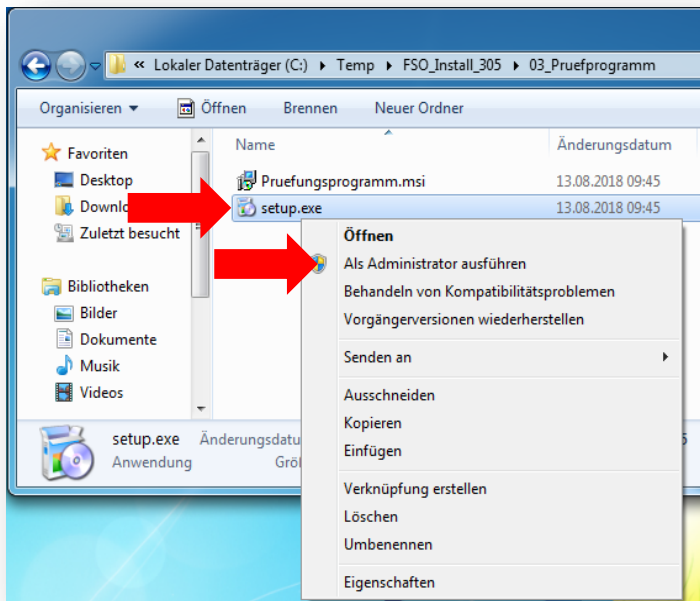 « Lokaler Datenträger (C:) Temp FSO_Install_305 03_Pruefprogramm
Organisieren Öffnen Brennen Neuer Ordner
Favoriten
Desktop
Zuletzt besucht
Bibliotheken
Bilder
Dokumente
Musik
Videos
Name Änderungsdatum
Pruefungsprogramm.msi 13.08.2018 09:45
setup.exe 13.08.2018 09:45
Öffnen
Als Administrator ausführen
Behandeln von Kompatibilitätsproblemen
Vorgängerversionen wiederherstellen
Senden an
Ausschneiden
Kopieren
Einfügen
Verknüpfung erstellen
Löschen
Umbenennen
Eigenschaften
setup.exe
Anwendung